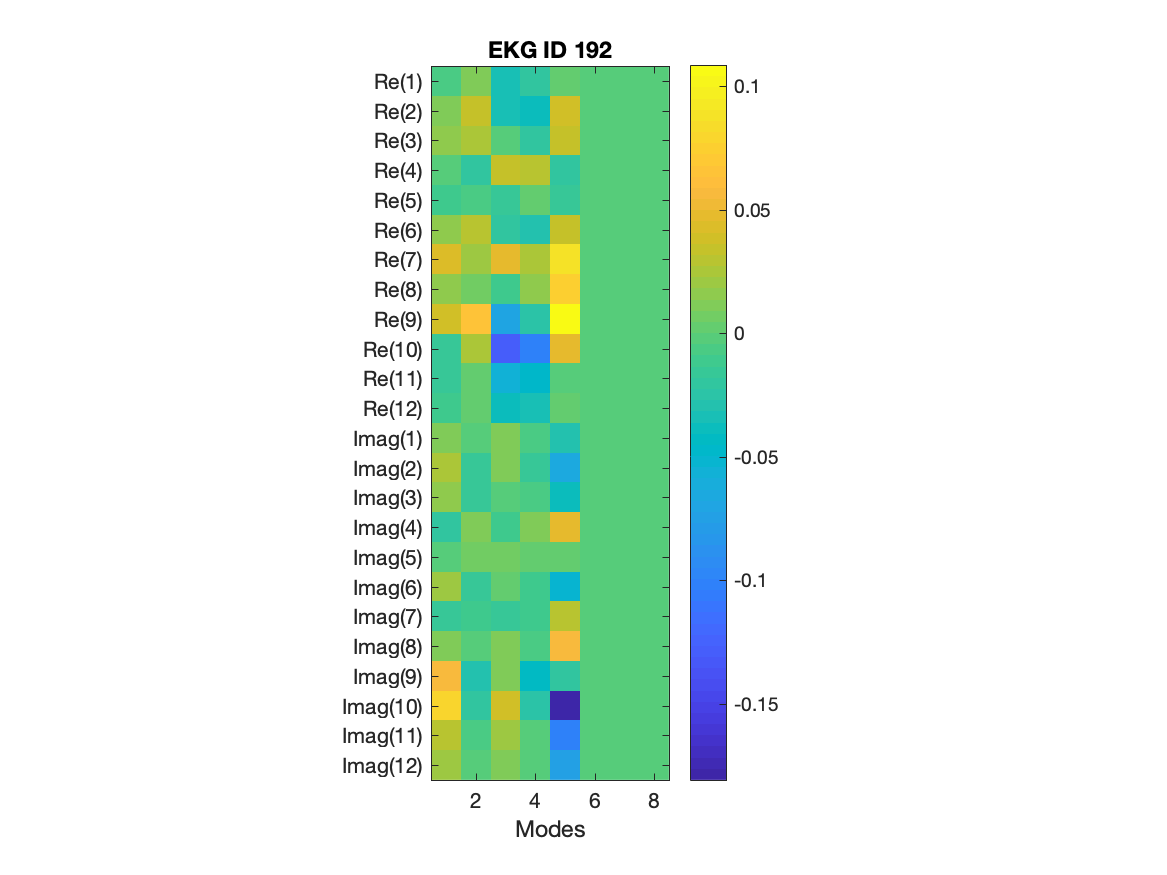 EKG ID 192
Re(1)
Re(2)
Re(3)
Re(4)
Re(5)
Re(6)
Re(7)
Re(8)
Re(9)
Re(10)
Re(11)
Re(12)
Imag(1)
Imag(2)
Imag(3)
Imag(4)
Imag(5)
Imag(6)
Imag(7)
Imag(8)
Imag(9)
Imag(10)
Imag(11)
Imag(12)
2 4 6 8
Modes
0.1
0.05
0
-0.05
-0.1
-0.15